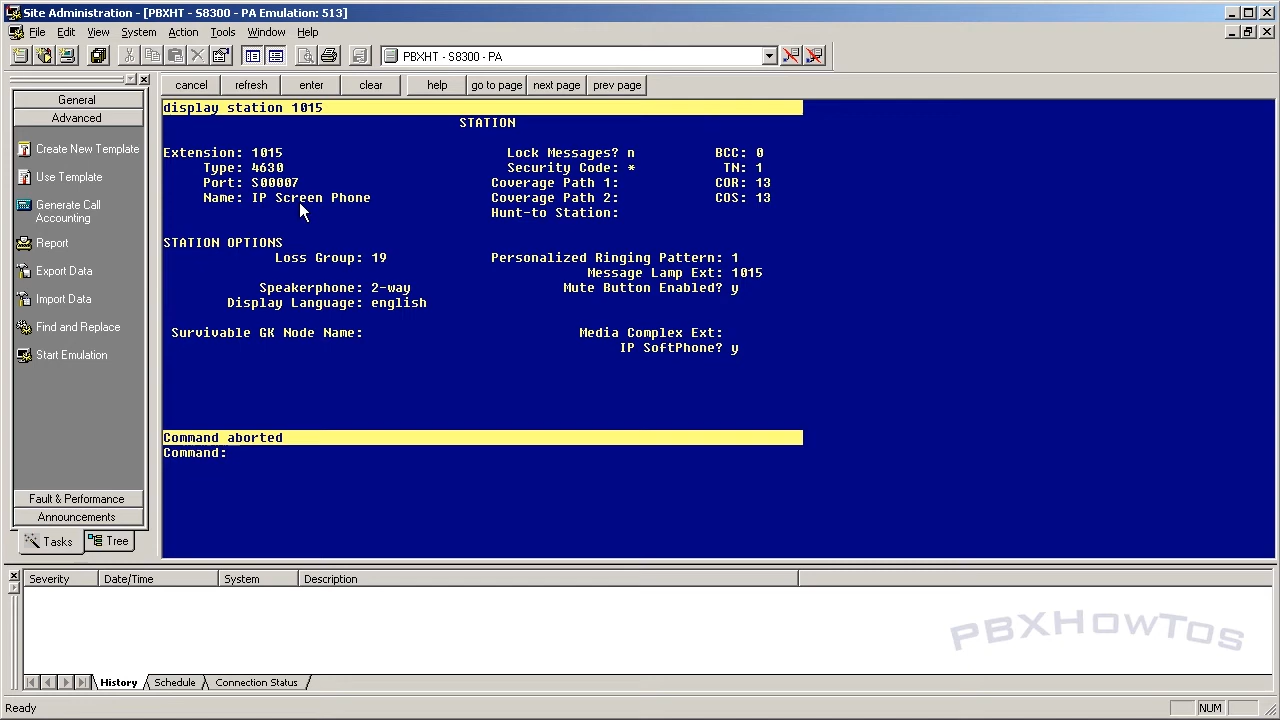 Site Administration - [PBXHT - S8300 - PA Emulation: 513]
File Edit View System Action Tools Window Help
PBXHT - S8300 - PA
cancel refresh enter clear help go to page next page prev page
General
Advanced
Create New Template
Use Template
Generate Call
Accounting
Report
Export Data
Import Data
Find and Replace
Start Emulation
Fault & Performance
Announcements
Tasks Tree
display station 1015
STATION
Extension: 1015 Lock Messages? n BCC: 0
Type: 4630 Security Code: * TN: 1
Port: S00007 Coverage Path 1: COR: 13
Name: IP Screen Phone Coverage Path 2: COS: 13
Hunt-to Station:
STATION OPTIONS
Loss Group: 19 Personalized Ringing Pattern: 1
Message Lamp Ext: 1015
Speakerphone: 2-way Mute Button Enabled? y
Display Language: english
Survivable GK Node Name: Media Complex Ext:
IP SoftPhone? y
Command aborted
Command:
Severity Date/Time System Description
PBXHowTos
History Schedule Connection Status
Ready NUM